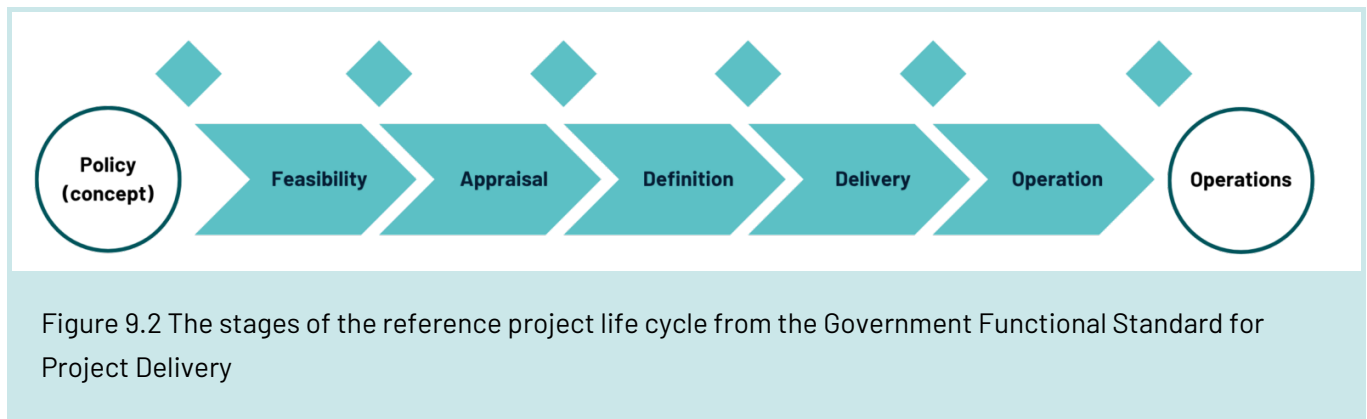 Policy
(concept)
Feasibility
Appraisal
Definition
Delivery
Operation
Operations
Figure 9.2 The stages of the reference project life cycle from the Government Functional Standard for
Project Delivery